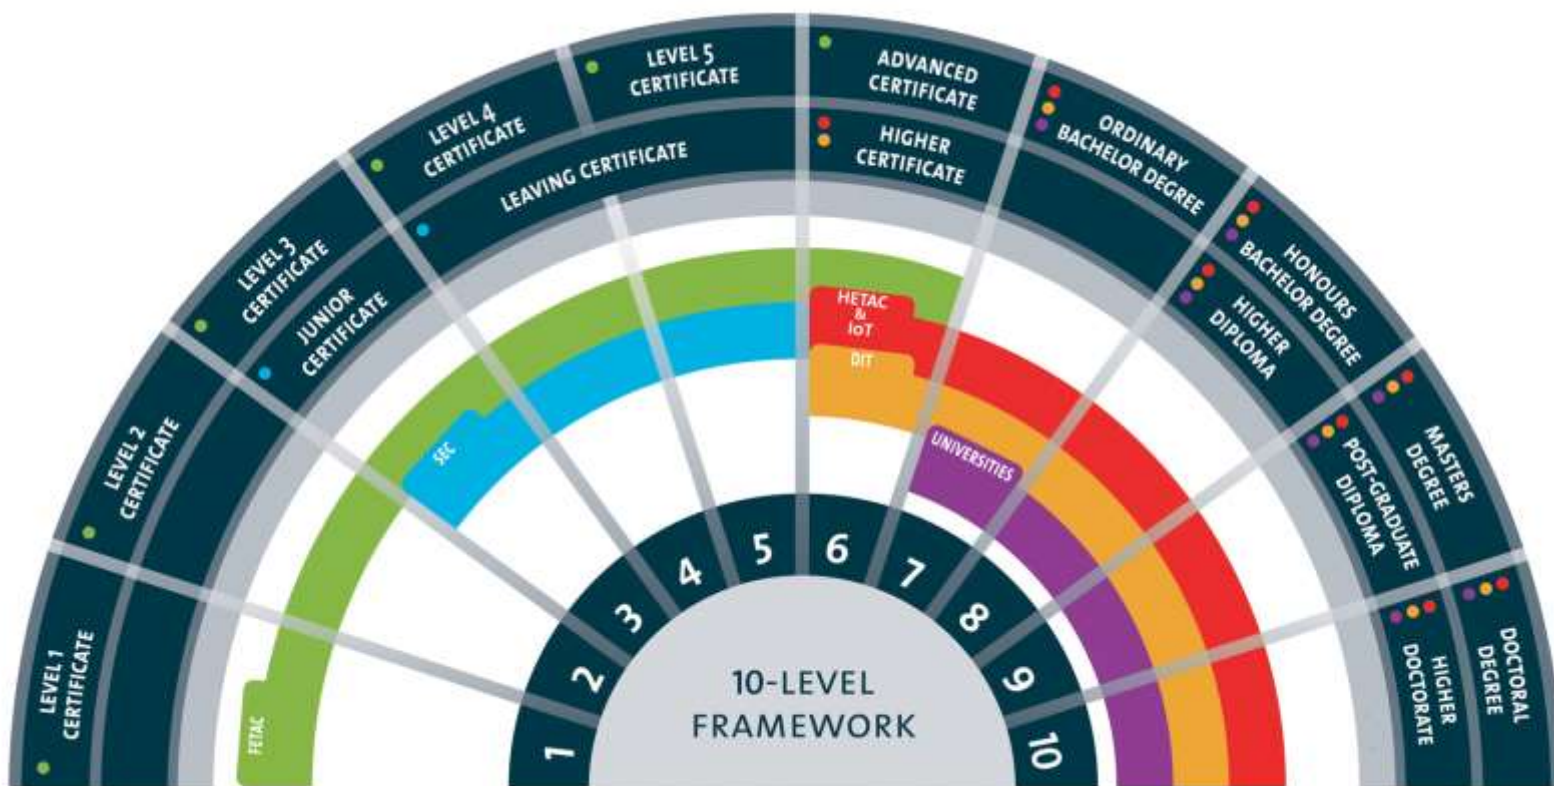 LEVEL 1
CERTIFICATE
LEVEL 2
CERTIFICATE
LEVEL 3
CERTIFICATE
JUNIOR
CERTIFICATE
LEVEL 4
CERTIFICATE
LEVEL 5
CERTIFICATE
LEAVING CERTIFICATE
ADVANCED
CERTIFICATE
HIGHER
CERTIFICATE
ORDINARY
BACHELOR DEGREE
HONOURS
BACHELOR DEGREE
HIGHER
DIPLOMA
MASTERS
DEGREE
POST-GRADUATE
DIPLOMA
DOCTORAL
DEGREE
HIGHER
DOCTORATE
FETAC
SEC
HETAC
&
IoT
DIT
UNIVERSITIES
1
2
3
4
5
6
7
8
9
10
10-LEVEL
FRAMEWORK